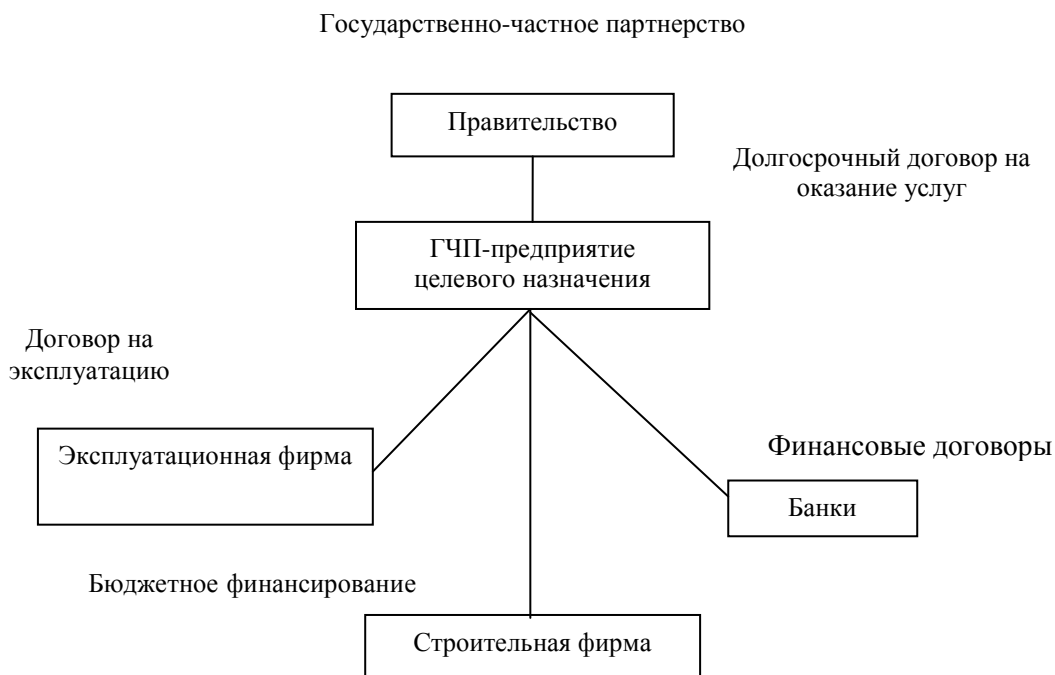 Государственно-частное партнерство
Правительство
Долгосрочный договор на
оказание услуг
ГЧП-предприятие
целевого назначения
Договор на
эксплуатацию
Эксплуатационная фирма
Финансовые договоры
Банки
Бюджетное финансирование
Строительная фирма